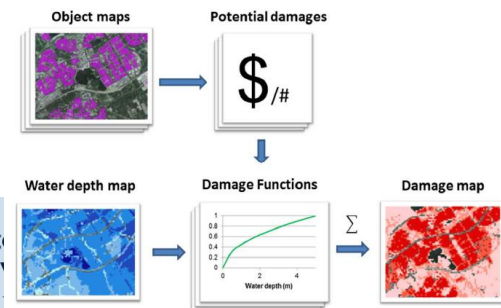 Object maps
Potential damages
$/#
Water depth map
Damage Functions
Damage map
1
0.8
0.6
0.4
0.2
0
0
2
4
Water depth (m)
∑